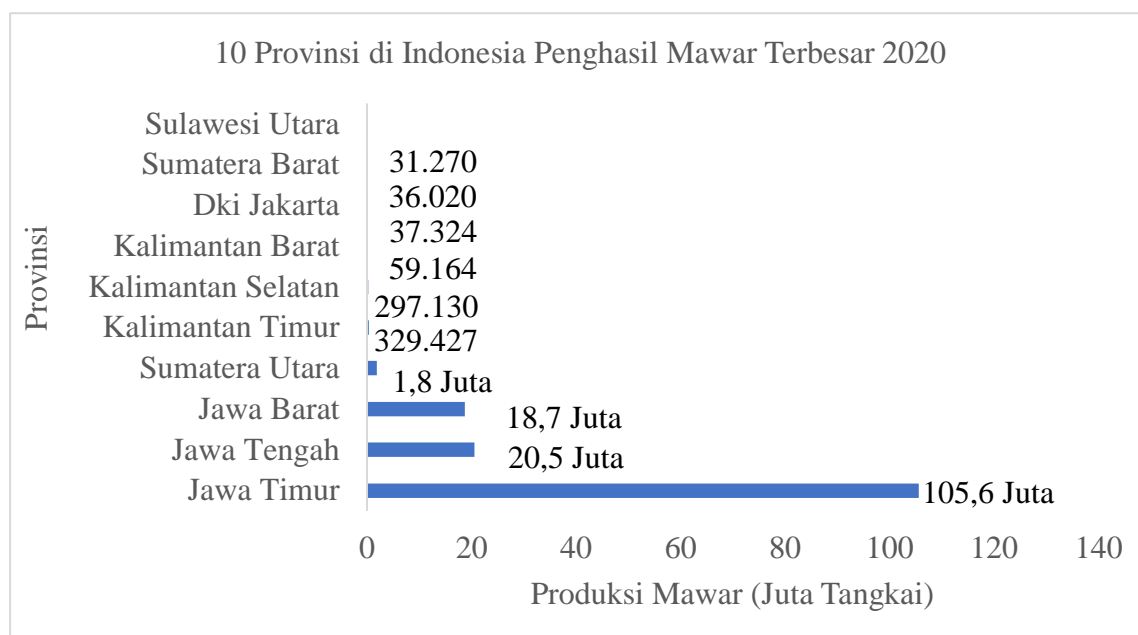 10 Provinsi di Indonesia Penghasil Mawar Terbesar 2020
Provinsi
Sulawesi Utara
Sumatera Barat
31.270
Dki Jakarta
36.020
Kalimantan Barat
37.324
Kalimantan Selatan
59.164
Kalimantan Timur
297.130
Sumatera Utara
329.427
Jawa Barat
1,8 Juta
Jawa Tengah
18,7 Juta
Jawa Timur
20,5 Juta
105,6 Juta
0 20 40 60 80 100 120 140
Produksi Mawar (Juta Tangkai)